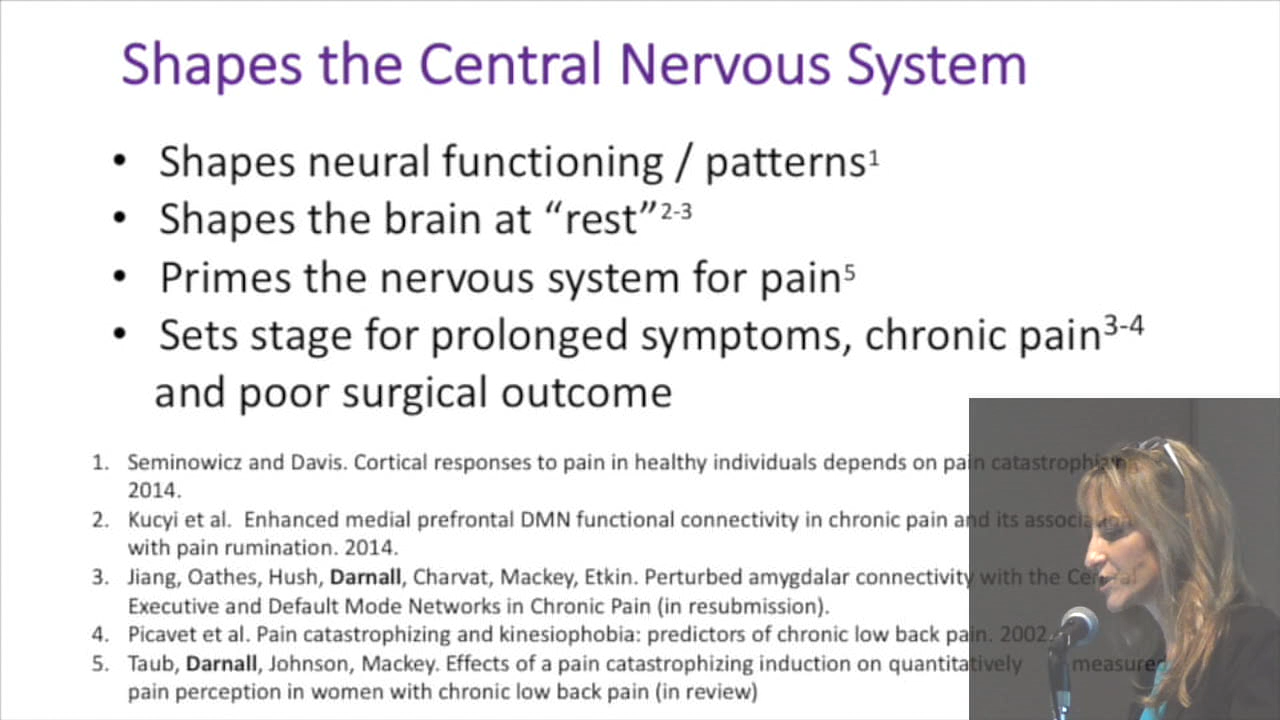 Shapes the Central Nervous System
• Shapes neural functioning / patterns1
• Shapes the brain at “rest”2-3
• Primes the nervous system for pain5
• Sets stage for prolonged symptoms, chronic pain3-4
and poor surgical outcome
1. Seminowicz and Davis. Cortical responses to pain in healthy individuals depends on pain catastrophizing
2014.
2. Kucyi et al. Enhanced medial prefrontal DMN functional connectivity in chronic pain and its association
with pain rumination. 2014.
3. Jiang, Oathes, Hush, Darnall, Charvat, Mackey, Etkin. Perturbed amygdalar connectivity with the Central
Executive and Default Mode Networks in Chronic Pain (in resubmission).
4. Picavet et al. Pain catastrophizing and kinesiophobia: predictors of chronic low back pain. 2002.
5. Taub, Darnall, Johnson, Mackey. Effects of a pain catastrophizing induction on quantitatively measured
pain perception in women with chronic low back pain (in review)